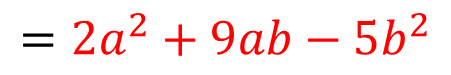 = 2a² + 9ab − 5b²